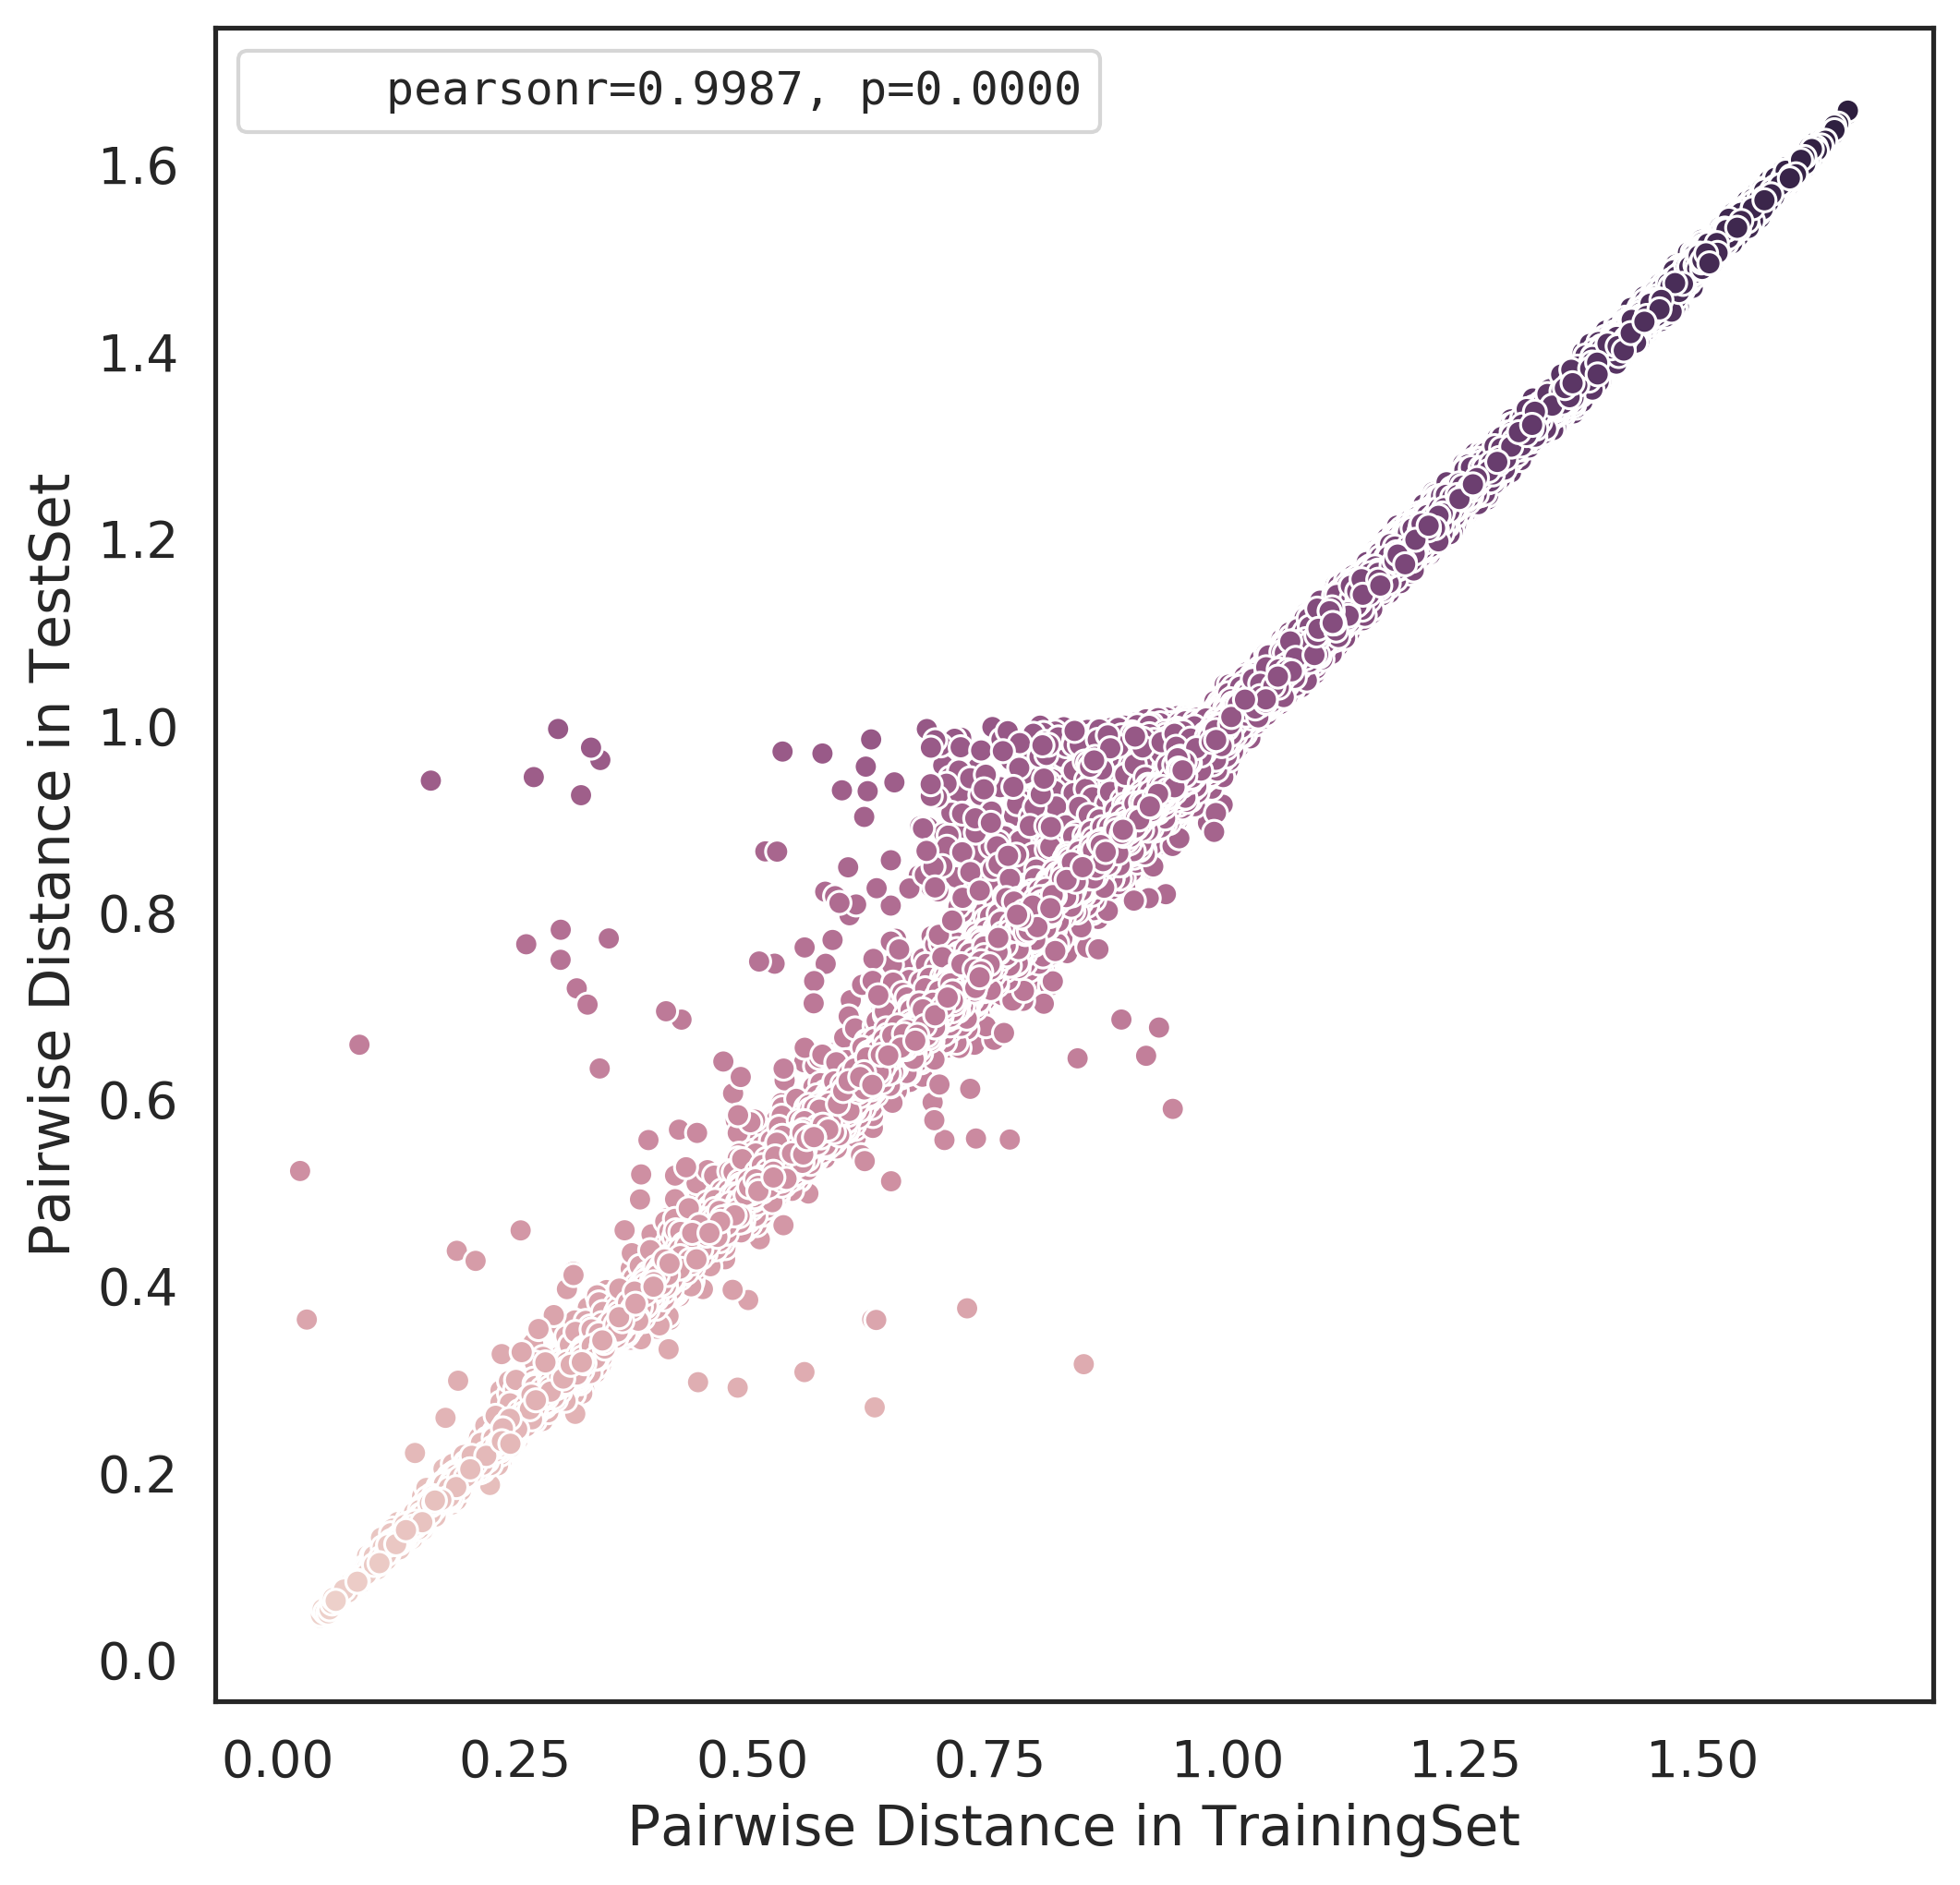 pearsonr=0.9987, p=0.0000
Pairwise Distance in TestSet
1.6
1.4
1.2
1.0
0.8
0.6
0.4
0.2
0.0
0.00 0.25 0.50 0.75 1.00 1.25 1.50
Pairwise Distance in TrainingSet